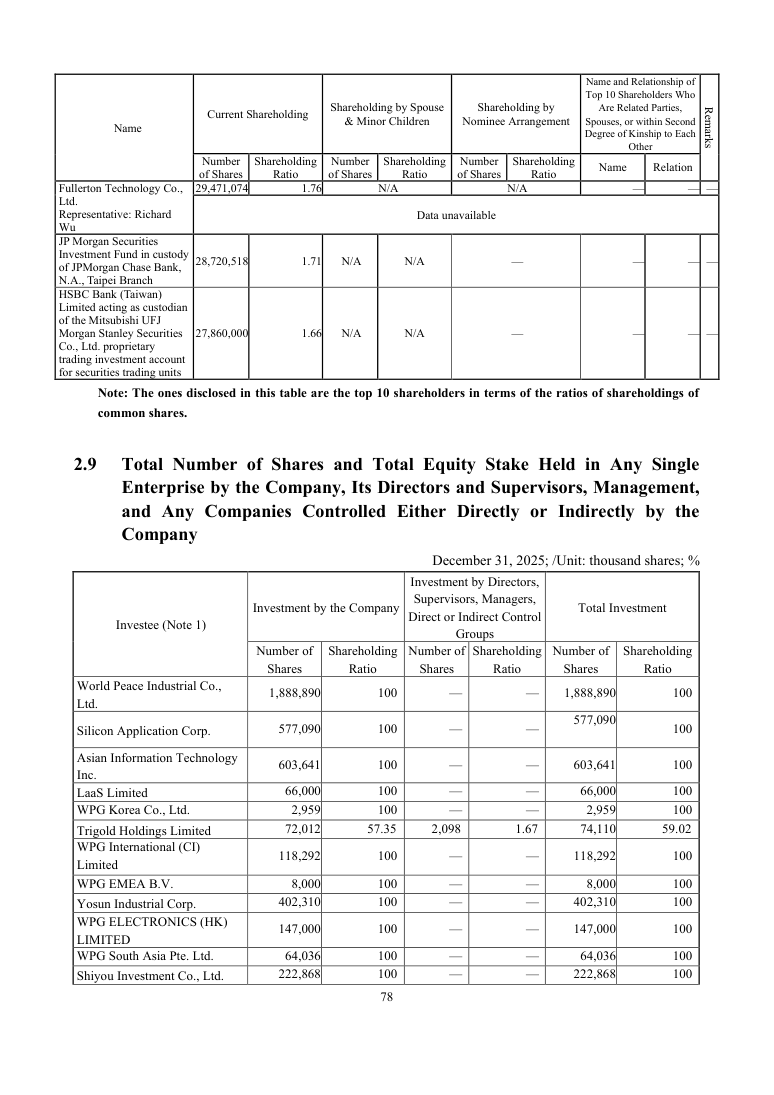 Name
Current Shareholding
Shareholding by Spouse
& Minor Children
Shareholding by
Nominee Arrangement
Name and Relationship of
Top 10 Shareholders Who
Are Related Parties,
Spouses, or within Second
Degree of Kinship to Each
Other
Remarks
Number
of Shares
Shareholding
Ratio
Number
of Shares
Shareholding
Ratio
Number
of Shares
Shareholding
Ratio
Name
Relation
Fullerton Technology Co.,
Ltd.
Representative: Richard
Wu
29,471,074 1.76 N/A N/A — — —
Data unavailable
JP Morgan Securities
Investment Fund in custody
of JPMorgan Chase Bank,
N.A., Taipei Branch
28,720,518 1.71 N/A N/A — — — —
HSBC Bank (Taiwan)
Limited acting as custodian
of the Mitsubishi UFJ
Morgan Stanley Securities
Co., Ltd. proprietary
trading investment account
for securities trading units
27,860,000 1.66 N/A N/A — — — —
Note: The ones disclosed in this table are the top 10 shareholders in terms of the ratios of shareholdings of
common shares.
2.9 Total Number of Shares and Total Equity Stake Held in Any Single
Enterprise by the Company, Its Directors and Supervisors, Management,
and Any Companies Controlled Either Directly or Indirectly by the
Company
December 31, 2025; /Unit: thousand shares; %
Investee (Note 1)
Investment by the Company
Investment by Directors,
Supervisors, Managers,
Direct or Indirect Control
Groups
Total Investment
Number of
Shares
Shareholding
Ratio
Number of
Shares
Shareholding
Ratio
Number of
Shares
Shareholding
Ratio
World Peace Industrial Co.,
Ltd.
1,888,890 100 — — 1,888,890 100
Silicon Application Corp. 577,090 100 — — 577,090 100
Asian Information Technology
Inc.
603,641 100 — — 603,641 100
LaaS Limited 66,000 100 — — 66,000 100
WPG Korea Co., Ltd. 2,959 100 — — 2,959 100
Trigold Holdings Limited 72,012 57.35 2,098 1.67 74,110 59.02
WPG International (CI)
Limited
118,292 100 — — 118,292 100
WPG EMEA B.V. 8,000 100 — — 8,000 100
Yosun Industrial Corp. 402,310 100 — — 402,310 100
WPG ELECTRONICS (HK)
LIMITED
147,000 100 — — 147,000 100
WPG South Asia Pte. Ltd. 64,036 100 — — 64,036 100
Shiyou Investment Co., Ltd. 222,868 100 — — 222,868 100
78